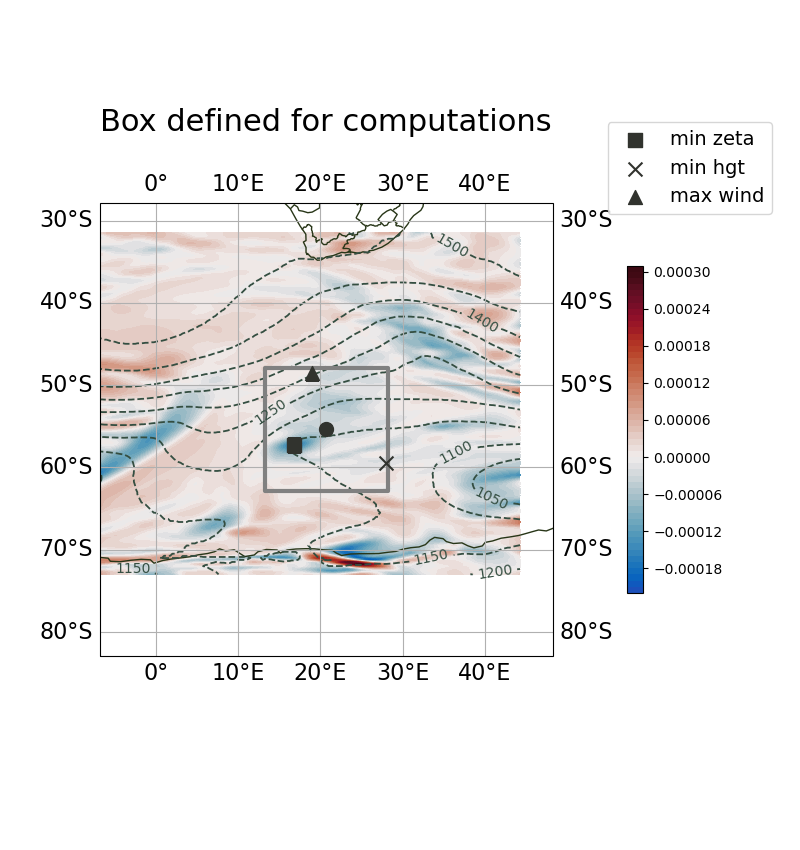 Box defined for computations
min zeta
min hgt
max wind
0° 10°E 20°E 30°E 40°E
30°S 30°S
40°S 40°S
50°S 50°S
60°S 60°S
70°S 70°S
80°S 80°S
1500
1400
1250
1100
1050
1150
1150
1200
0° 10°E 20°E 30°E 40°E
0.00030
0.00024
0.00018
0.00012
0.00006
0.00000
−0.00006
−0.00012
−0.00018